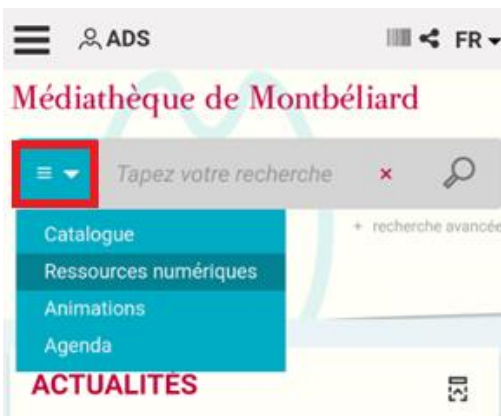 ADS FR
Médiathèque de Montbéliard
Tapez votre recherche ×
Catalogue + recherche avancée
Ressources numériques
Animations
Agenda
ACTUALITÉS